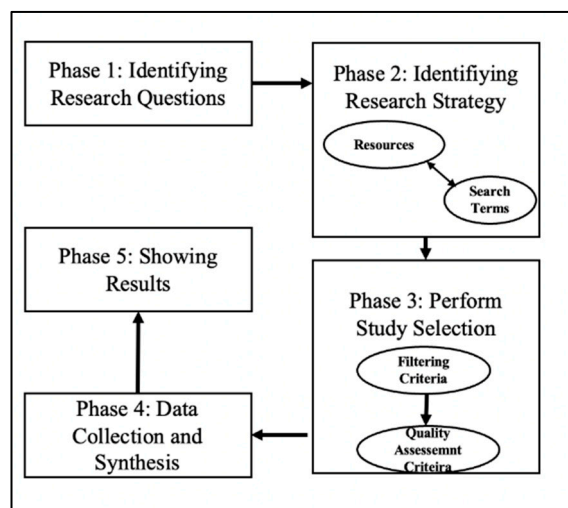 Phase 1: Identifying
Research Questions
Phase 2: Identifiying
Research Strategy
Resources
Search
Terms
Phase 3: Perform
Study Selection
Filtering
Criteria
Quality
Assessemnt
Criteira
Phase 4: Data
Collection and
Synthesis
Phase 5: Showing
Results